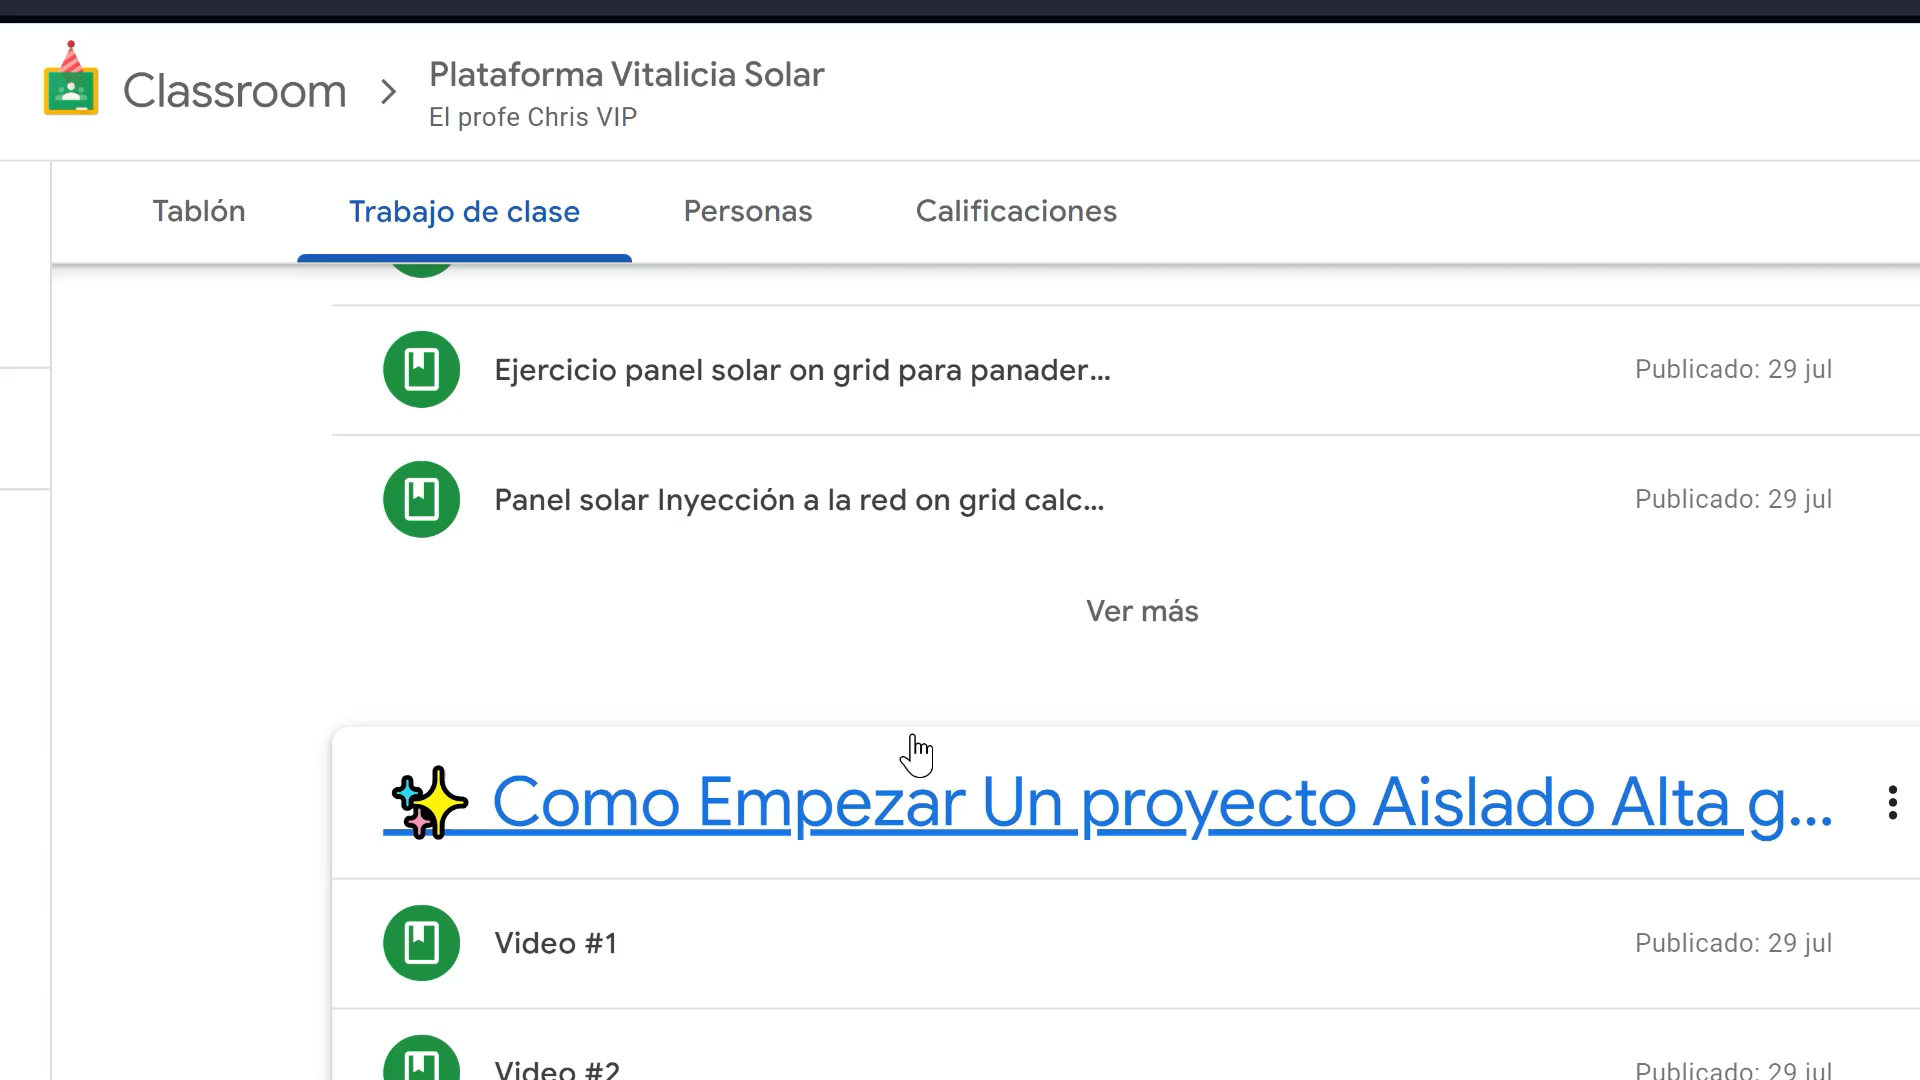 Classroom
Plataforma Vitalicia Solar
El profe Chris VIP
Tablón
Trabajo de clase
Personas
Calificaciones
Ejercicio panel solar on grid para panader...
Publicado: 29 jul
Panel solar Inyección a la red on grid calc...
Publicado: 29 jul
Ver más
Como Empezar Un proyecto Aislado Alta g...
Video #1
Publicado: 29 jul
Video #2
Publicado: 29 jul